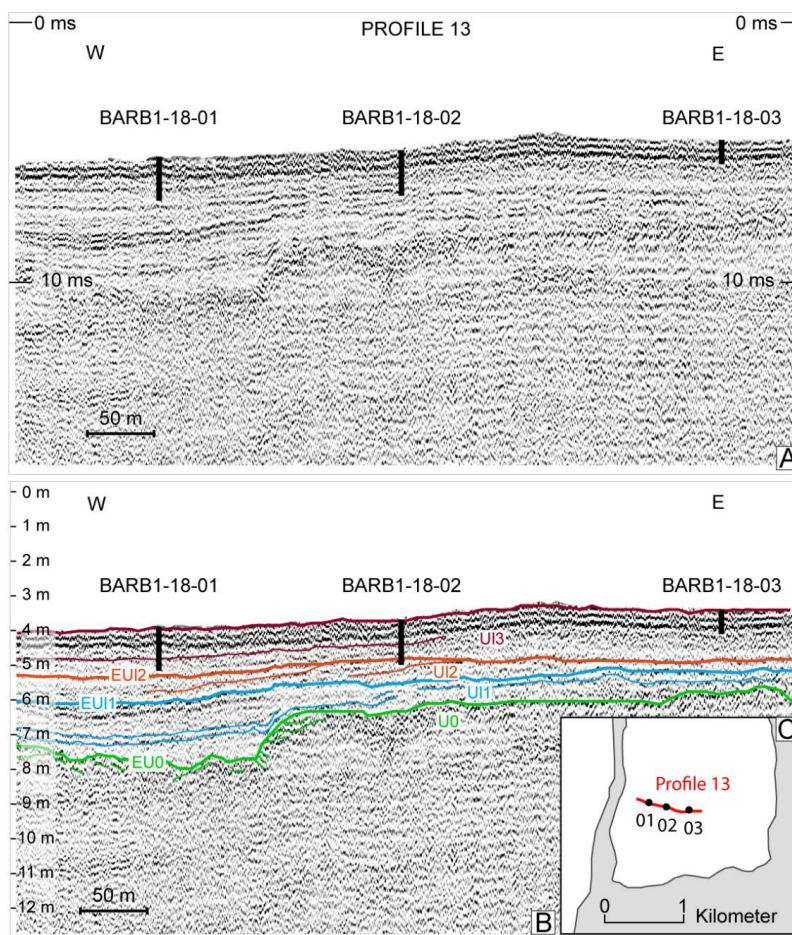 0 ms PROFILE 13 0 ms
W E
BARB1-18-01 BARB1-18-02 BARB1-18-03
10 ms 10 ms
50 m
A
0 m
W E
1 m
2 m
BARB1-18-01 BARB1-18-02 BARB1-18-03
3 m
4 m
UI3
5 m
EUI2 UI2
EUI1 UI1
6 m
U0
7 m
EU0
8 m
9 m
10 m
11 m
12 m
50 m
B
C
Profile 13
01 02 03
0 1
Kilometer